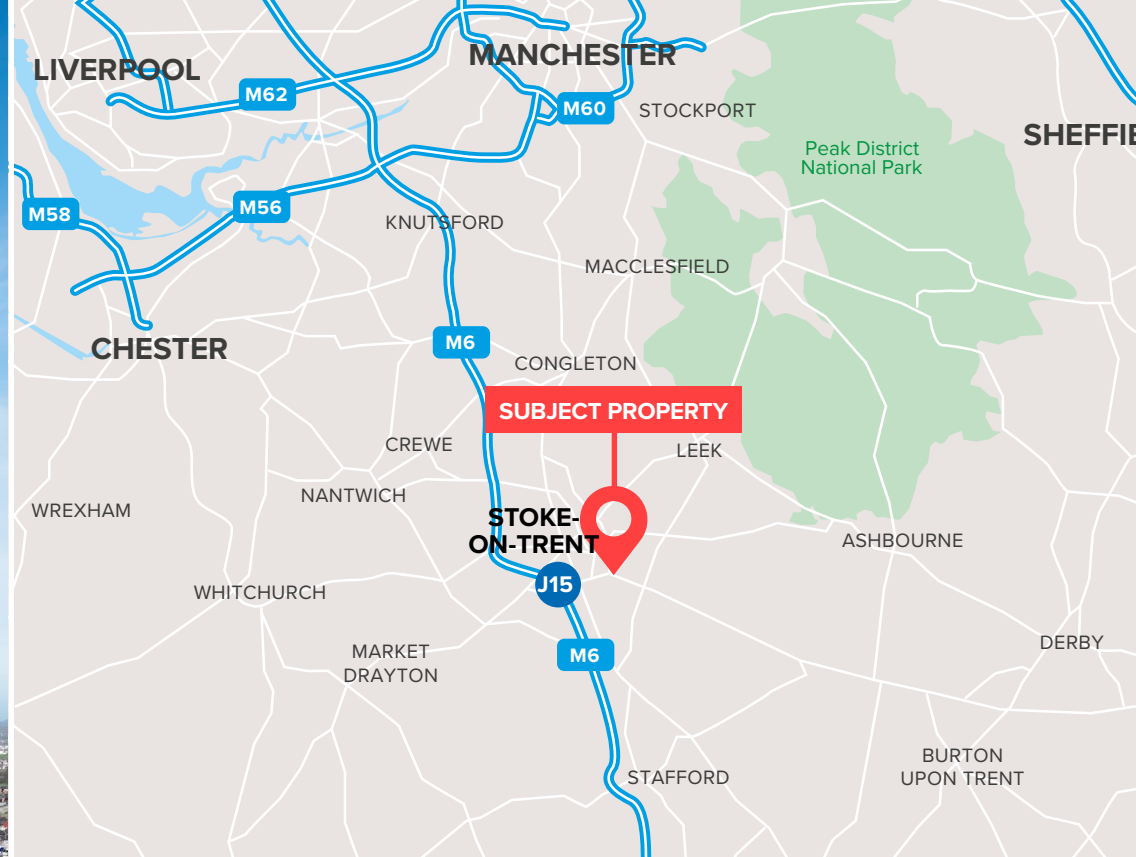 MANCHESTER
LIVERPOOL
M62
M60
STOCKPORT
SHEFFIE
Peak District
National Park
M58
M56
KNUTSFORD
MACCLESFIELD
M6
CHESTER
CONGLETON
SUBJECT PROPERTY
CREWE
LEEK
NANTWICH
WREXHAM
STOKE-
ON-TRENT
ASHBOURNE
J15
WHITCHURCH
DERBY
MARKET
DRAYTON
M6
BURTON
UPON TRENT
STAFFORD